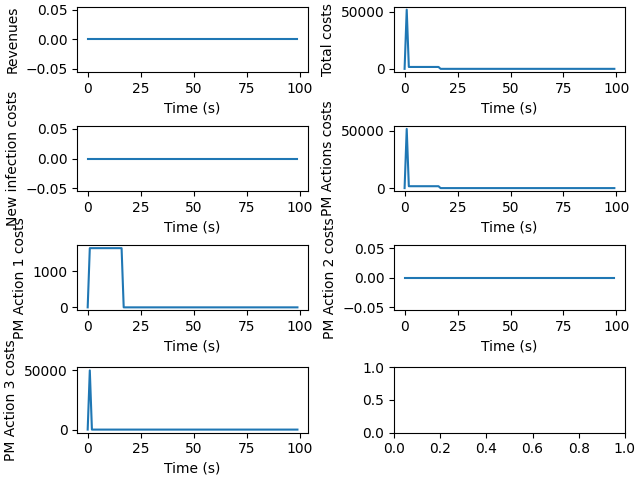 Revenues
0.05
0.00
−0.05
0 25 50 75 100
Time (s)
Total costs
50000
0
0 25 50 75 100
Time (s)
New infection costs
0.05
0.00
−0.05
0 25 50 75 100
Time (s)
PM Actions costs
50000
0
0 25 50 75 100
Time (s)
PM Action 1 costs
1000
0
0 25 50 75 100
Time (s)
PM Action 2 costs
0.05
0.00
−0.05
0 25 50 75 100
Time (s)
PM Action 3 costs
50000
0
0 25 50 75 100
Time (s)
1.0
0.5
0.0
0.0 0.2 0.4 0.6 0.8 1.0